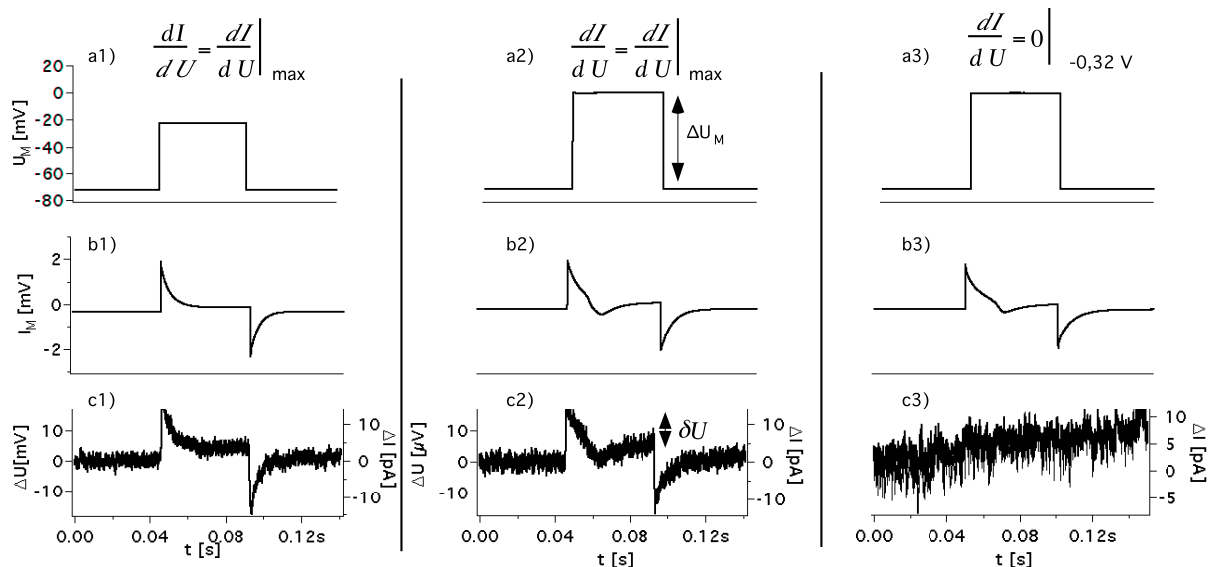 a1) dI/dU = dI/dU | max
a2) dI/dU = dI/dU | max
a3) dI/dU = 0 | -0,32 V
U_M [mV]
20
0
-20
-40
-60
-80
ΔU_M
b1)
b2)
b3)
I_M [mV]
2
0
-2
c1)
ΔU[mV]
10
0
-10
ΔI [pA]
10
0
-10
0.00 0.04 0.08 0.12s
t [s]
c2)
10
0
-10
δU
ΔI [pA]
10
0
-10
0.00 0.04 0.08 0.12s
t [s]
c3)
ΔI [pA]
10
5
0
-5
0.00 0.04 0.08 0.12s
t [s]